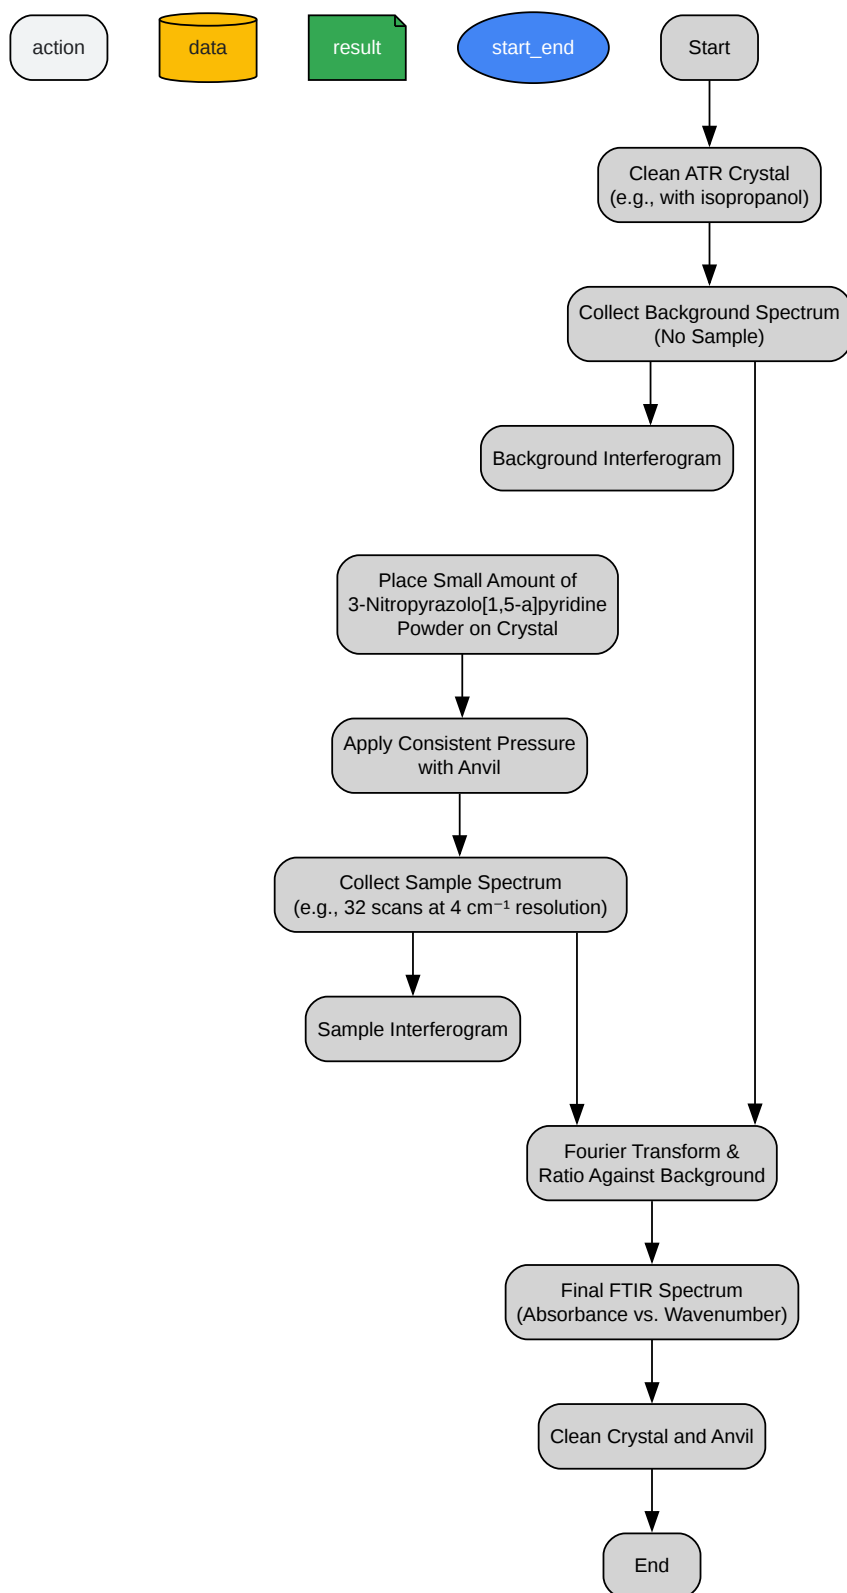 action
data
result
start_end
Start
Clean ATR Crystal
(e.g., with isopropanol)
Collect Background Spectrum
(No Sample)
Background Interferogram
Place Small Amount of
3-Nitropyrazolo[1,5-a]pyridine
Powder on Crystal
Apply Consistent Pressure
with Anvil
Collect Sample Spectrum
(e.g., 32 scans at 4 cm⁻¹ resolution)
Sample Interferogram
Fourier Transform &
Ratio Against Background
Final FTIR Spectrum
(Absorbance vs. Wavenumber)
Clean Crystal and Anvil
End